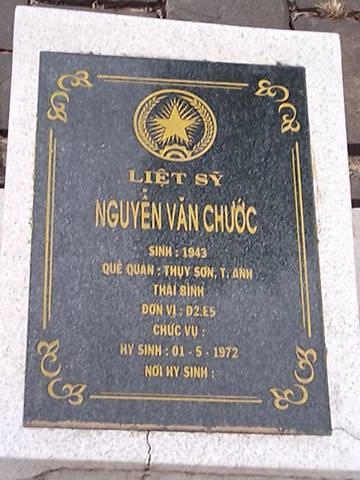 LIỆT SỸ
NGUYỄN VĂN CHƯỚC
SINH : 1943
QUÊ QUÁN : THỤY SƠN, T. ANH
THÁI BÌNH
ĐƠN VỊ : D2.E5
CHỨC VỤ :
HY SINH : 01 - 5 - 1972
NƠI HY SINH :